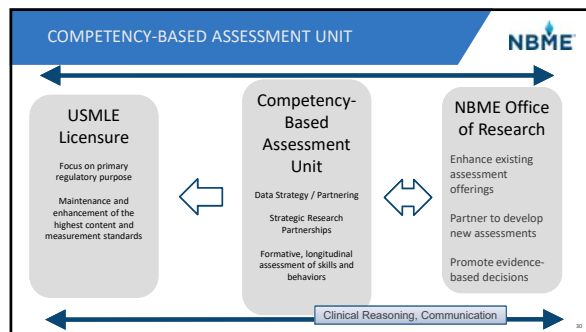 COMPETENCY-BASED ASSESSMENT UNIT
NBME
USMLE
Licensure
Focus on primary
regulatory purpose
Maintenance and
enhancement of the
highest content and
measurement standards
Competency-
Based
Assessment
Unit
Data Strategy / Partnering
Strategic Research
Partnerships
Formative, longitudinal
assessment of skills and
behaviors
NBME Office
of Research
Enhance existing
assessment
offerings
Partner to develop
new assessments
Promote evidence-
based decisions
Clinical Reasoning, Communication
30